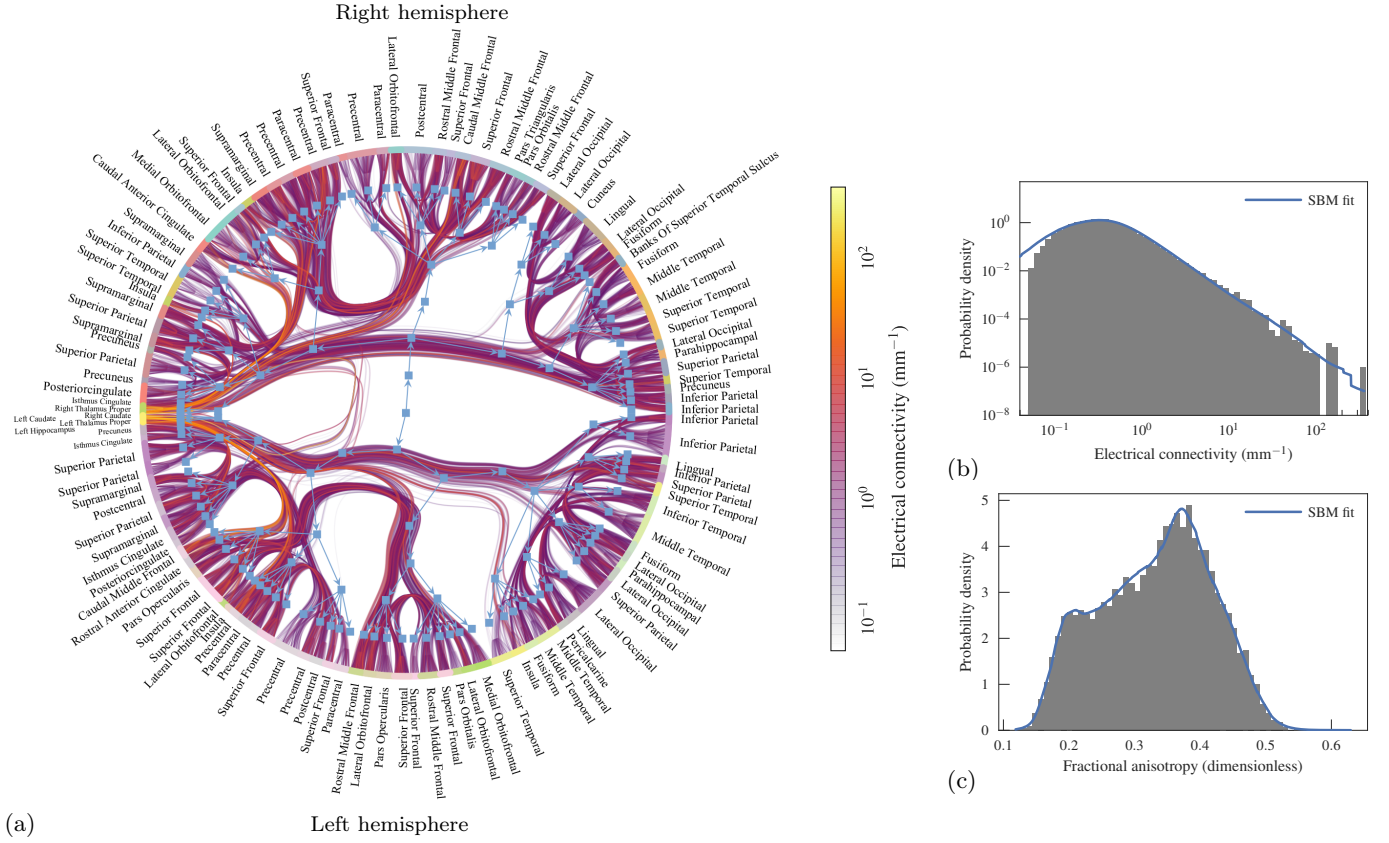 Right hemisphere
Lateral Orbitofrontal
Postcentral
Rostral Middle Frontal
Superior Frontal
Caudal Middle Frontal
Superior Frontal
Rostral Middle Frontal
Pars Triangularis
Pars Orbitalis
Rostral Middle Frontal
Superior Frontal
Lateral Occipital
Lateral Occipital
Cuneus
Lingual
Lateral Occipital
Fusiform
Banks Of Superior Temporal Sulcus
Fusiform
Middle Temporal
Middle Temporal
Superior Temporal
Superior Temporal
Lateral Occipital
Parahippocampal
Superior Parietal
Superior Temporal
Precuneus
Inferior Parietal
Inferior Parietal
Inferior Parietal
Inferior Parietal
Lingual
Inferior Parietal
Superior Parietal
Superior Temporal
Inferior Temporal
Middle Temporal
Fusiform
Lateral Occipital
Parahippocampal
Lateral Occipital
Superior Parietal
Lateral Occipital
Lingual
Pericalcarine
Middle Temporal
Middle Temporal
Fusiform
Insula
Superior Temporal
Medial Orbitofrontal
Lateral Orbitofrontal
Pars Orbitalis
Superior Frontal
Rostral Middle Frontal
Superior Frontal
Superior Frontal
Pars Opercularis
Lateral Orbitofrontal
Rostral Middle Frontal
Paracentral
Superior Frontal
Postcentral
Precentral
Precentral
Superior Frontal
Precentral
Paracentral
Precentral
Insula
Lateral Orbitofrontal
Superior Frontal
Superior Frontal
Pars Opercularis
Rostral Anterior Cingulate
Caudal Middle Frontal
Posteriorcingulate
Isthmus Cingulate
Supramarginal
Superior Parietal
Postcentral
Supramarginal
Superior Parietal
Superior Parietal
Isthmus Cingulate
Left Hippocampus
Precuneus
Left Thalamus Proper
Left Caudate
Right Caudate
Right Thalamus Proper
Isthmus Cingulate
Posteriorcingulate
Precuneus
Superior Parietal
Precuneus
Supramarginal
Superior Parietal
Supramarginal
Insula
Superior Temporal
Superior Temporal
Inferior Parietal
Supramarginal
Caudal Anterior Cingulate
Medial Orbitofrontal
Lateral Orbitofrontal
Superior Frontal
Insula
Supramarginal
Precentral
Precentral
Paracentral
Precentral
Superior Frontal
Paracentral
Precentral
Paracentral
Left hemisphere
(a)
10²
10¹
10⁰
10⁻¹
Electrical connectivity (mm⁻¹)
SBM fit
Probability density
10⁰
10⁻²
10⁻⁴
10⁻⁶
10⁻⁸
10⁻¹ 10⁰ 10¹ 10²
Electrical connectivity (mm⁻¹)
(b)
SBM fit
Probability density
5
4
3
2
1
0
0.1 0.2 0.3 0.4 0.5 0.6
Fractional anisotropy (dimensionless)
(c)